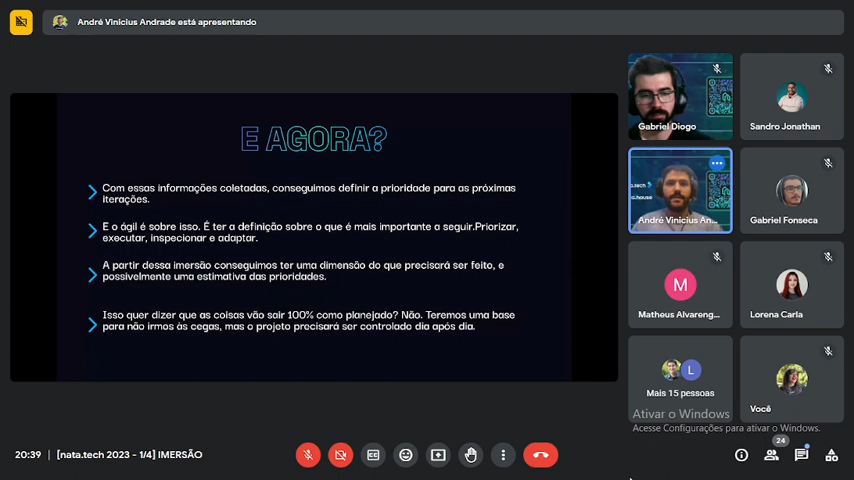 André Vinícius Andrade está apresentando
E AGORA?
Com essas informações coletadas, conseguimos definir a prioridade para as próximas
iterações.
E o ágil é sobre isso. É ter a definição sobre o que é mais importante a seguir.Priorizar,
executar, inspecionar e adaptar.
A partir dessa imersão conseguimos ter uma dimensão do que precisará ser feito, e
possivelmente uma estimativa das prioridades.
Isso quer dizer que as coisas vão sair 100% como planejado? Não. Teremos uma base
para não irmos às cegas, mas o projeto precisará ser controlado dia após dia.
Gabriel Diogo
Sandro Jonathan
.tech
a.house
André Vinícius An...
Gabriel Fonseca
M
Matheus Alvareng...
Lorena Carla
L
Mais 15 pessoas
Você
Ativar o Windows
Acesse Configurações para ativar o Windows.
20:39
[nata.tech 2023 - 1/4] IMERSÃO
24